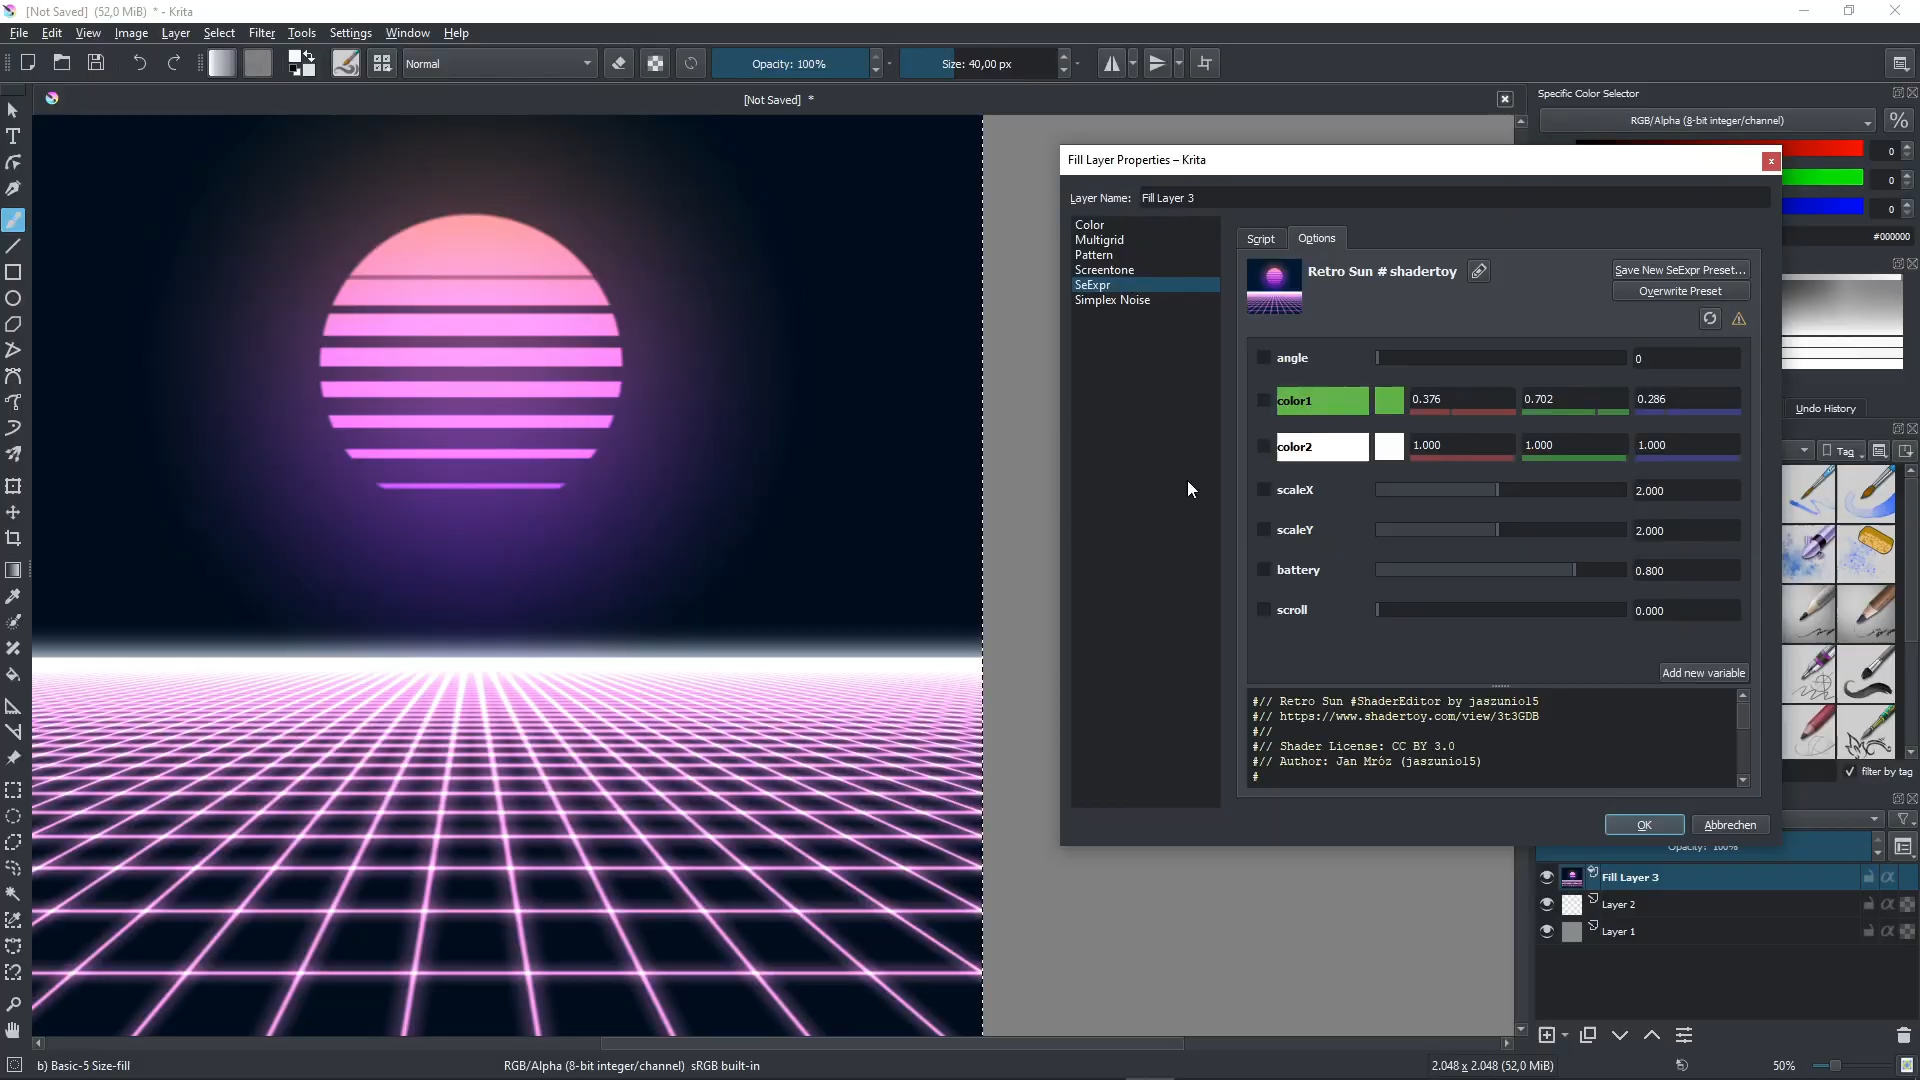 [Not Saved]  (52,0 MiB)  * - Krita
File Edit View Image Layer Select Filter Tools Settings Window Help
Normal
Opacity: 100%
Size: 40,00 px
[Not Saved]  *
Specific Color Selector
RGB/Alpha (8-bit integer/channel)
%
0
0
0
#000000
Fill Layer Properties – Krita
Layer Name: Fill Layer 3
Color
Multigrid
Pattern
Screentone
SeExpr
Simplex Noise
Script Options
Retro Sun #shadertoy
Save New SeExpr Preset...
Overwrite Preset
angle 0
color1 0.376 0.702 0.286
color2 1.000 1.000 1.000
scaleX 2.000
scaleY 2.000
battery 0.800
scroll 0.000
Add new variable
#// Retro Sun #ShaderEditor by jaszunio15
#// https://www.shadertoy.com/view/3t3GDB
#//
#// Shader License: CC BY 3.0
#// Author: Jan Mróz (jaszunio15)
#
OK Abbrechen
Undo History
Tag
filter by tag
Opacity: 100%
Fill Layer 3
Layer 2
Layer 1
b) Basic-5 Size-fill
RGB/Alpha (8-bit integer/channel)  sRGB built-in
2.048 x 2.048 (52,0 MiB)
50%